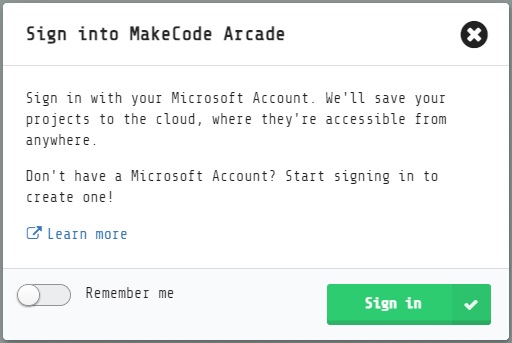 Sign into MakeCode Arcade
Sign in with your Microsoft Account. We'll save your
projects to the cloud, where they're accessible from
anywhere.
Don't have a Microsoft Account? Start signing in to
create one!
Learn more
Remember me
Sign in